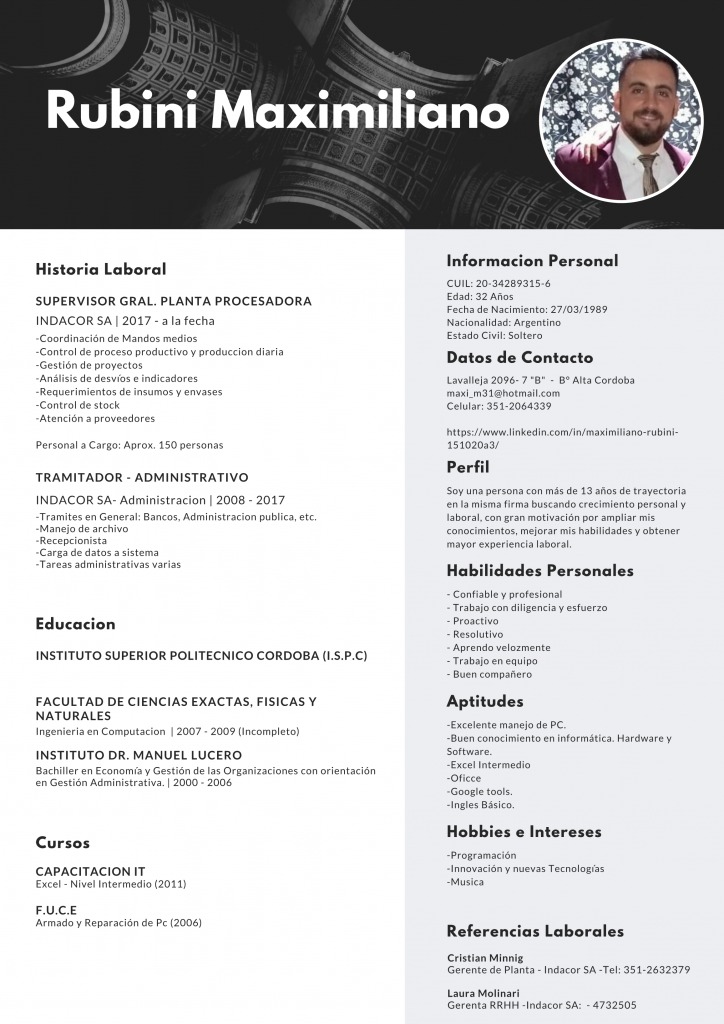 Rubini Maximiliano
Historia Laboral
SUPERVISOR GRAL. PLANTA PROCESADORA
INDACOR SA | 2017 - a la fecha
-Coordinación de Mandos medios
-Control de proceso productivo y produccion diaria
-Gestión de proyectos
-Análisis de desvíos e indicadores
-Requerimientos de insumos y envases
-Control de stock
-Atención a proveedores
Personal a Cargo: Aprox. 150 personas
TRAMITADOR - ADMINISTRATIVO
INDACOR SA- Administracion | 2008 - 2017
-Tramites en General: Bancos, Administracion publica, etc.
-Manejo de archivo
-Recepcionista
-Carga de datos a sistema
-Tareas administrativas varias
Educacion
INSTITUTO SUPERIOR POLITECNICO CORDOBA (I.S.P.C)
FACULTAD DE CIENCIAS EXACTAS, FISICAS Y
NATURALES
Ingenieria en Computacion | 2007 - 2009 (Incompleto)
INSTITUTO DR. MANUEL LUCERO
Bachiller en Economía y Gestión de las Organizaciones con orientación
en Gestión Administrativa. | 2000 - 2006
Cursos
CAPACITACION IT
Excel - Nivel Intermedio (2011)
F.U.C.E
Armado y Reparación de Pc (2006)
Informacion Personal
CUIL: 20-34289315-6
Edad: 32 Años
Fecha de Nacimiento: 27/03/1989
Nacionalidad: Argentino
Estado Civil: Soltero
Datos de Contacto
Lavalleja 2096- 7 "B" - B° Alta Cordoba
maxi_m31@hotmail.com
Celular: 351-2064339
https://www.linkedin.com/in/maximiliano-rubini-
151020a3/
Perfil
Soy una persona con más de 13 años de trayectoria
en la misma firma buscando crecimiento personal y
laboral, con gran motivación por ampliar mis
conocimientos, mejorar mis habilidades y obtener
mayor experiencia laboral.
Habilidades Personales
- Confiable y profesional
- Trabajo con diligencia y esfuerzo
- Proactivo
- Resolutivo
- Aprendo velozmente
- Trabajo en equipo
- Buen compañero
Aptitudes
-Excelente manejo de PC.
-Buen conocimiento en informática. Hardware y
Software.
-Excel Intermedio
-Oficce
-Google tools.
-Ingles Básico.
Hobbies e Intereses
-Programación
-Innovación y nuevas Tecnologías
-Musica
Referencias Laborales
Cristian Minnig
Gerente de Planta - Indacor SA -Tel: 351-2632379
Laura Molinari
Gerenta RRHH -Indacor SA: - 4732505